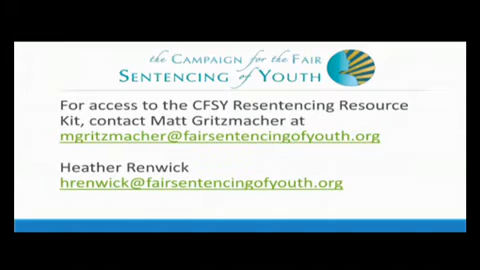 the CAMPAIGN for the FAIR
SENTENCING of YOUTH
For access to the CFSY Resentencing Resource
Kit, contact Matt Gritzmacher at
mgritzmacher@fairsentencingofyouth.org
Heather Renwick
hrenwick@fairsentencingofyouth.org